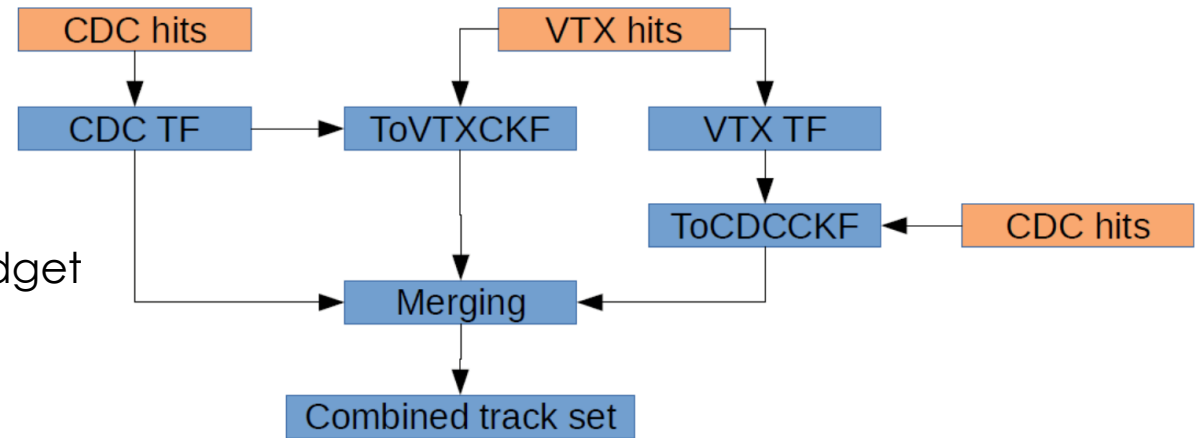 CDC hits
VTX hits
CDC TF
ToVTXCKF
VTX TF
ToCDCCKF
CDC hits
dget
Merging
Combined track set